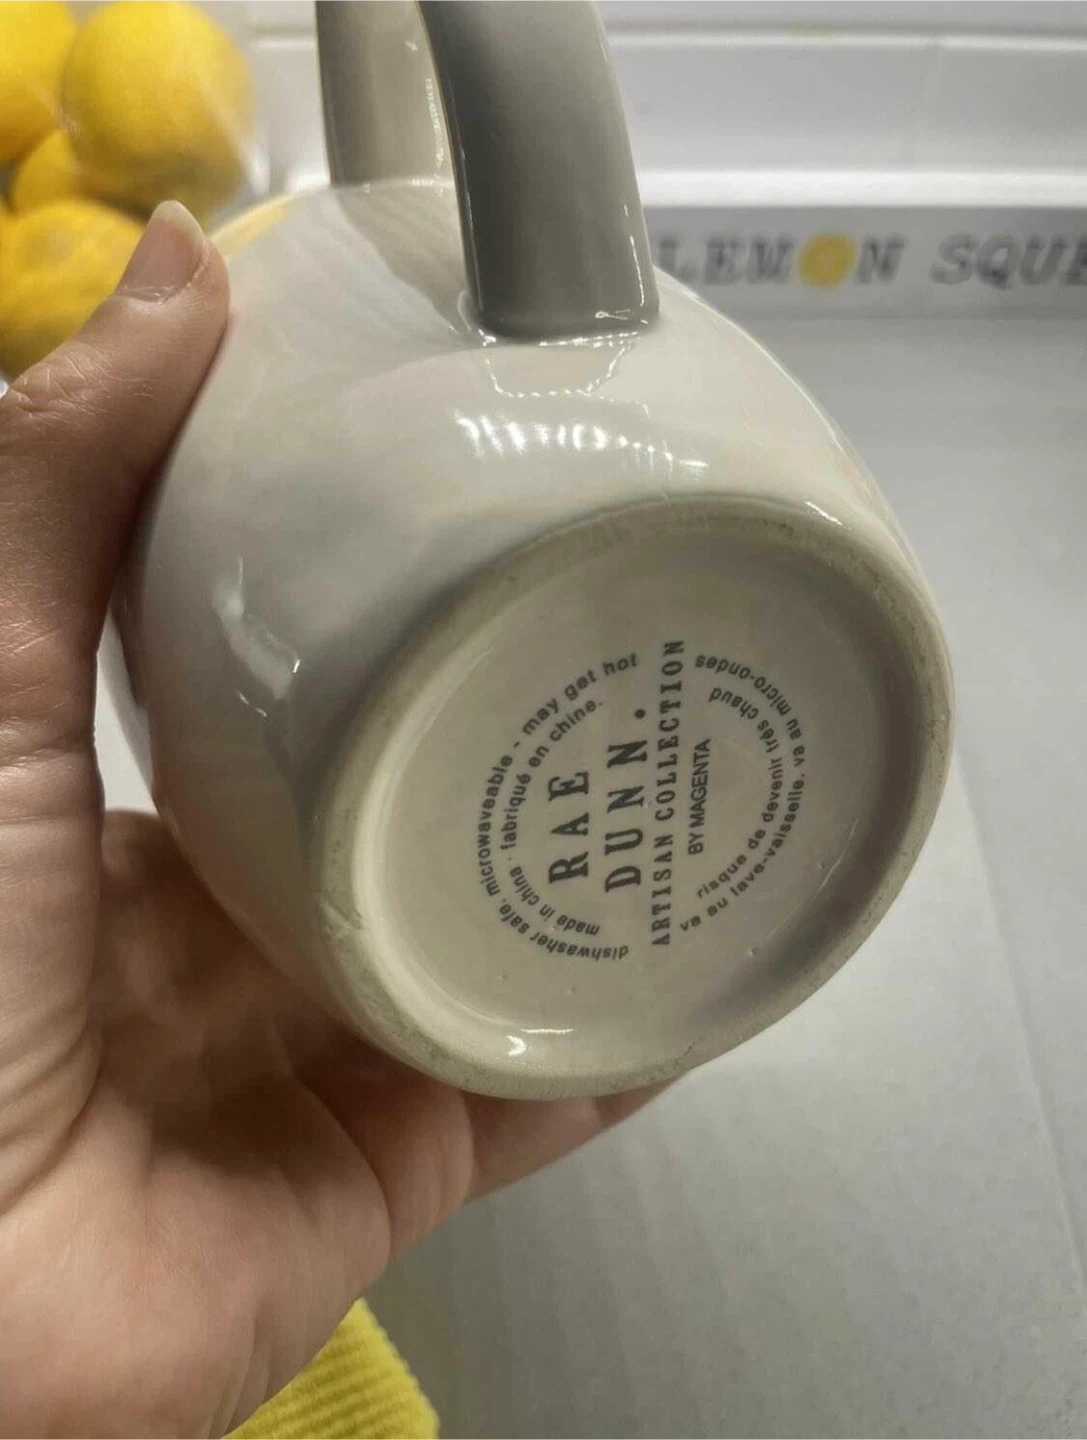 LEMON SQUE
dishwasher safe, microwaveable - may get hot
made in china · fabriqué en chine.
RAE
DUNN.
ARTISAN COLLECTION
BY MAGENTA
risque de devenir très chaud
va au lave-vaisselle, va au micro-ondes